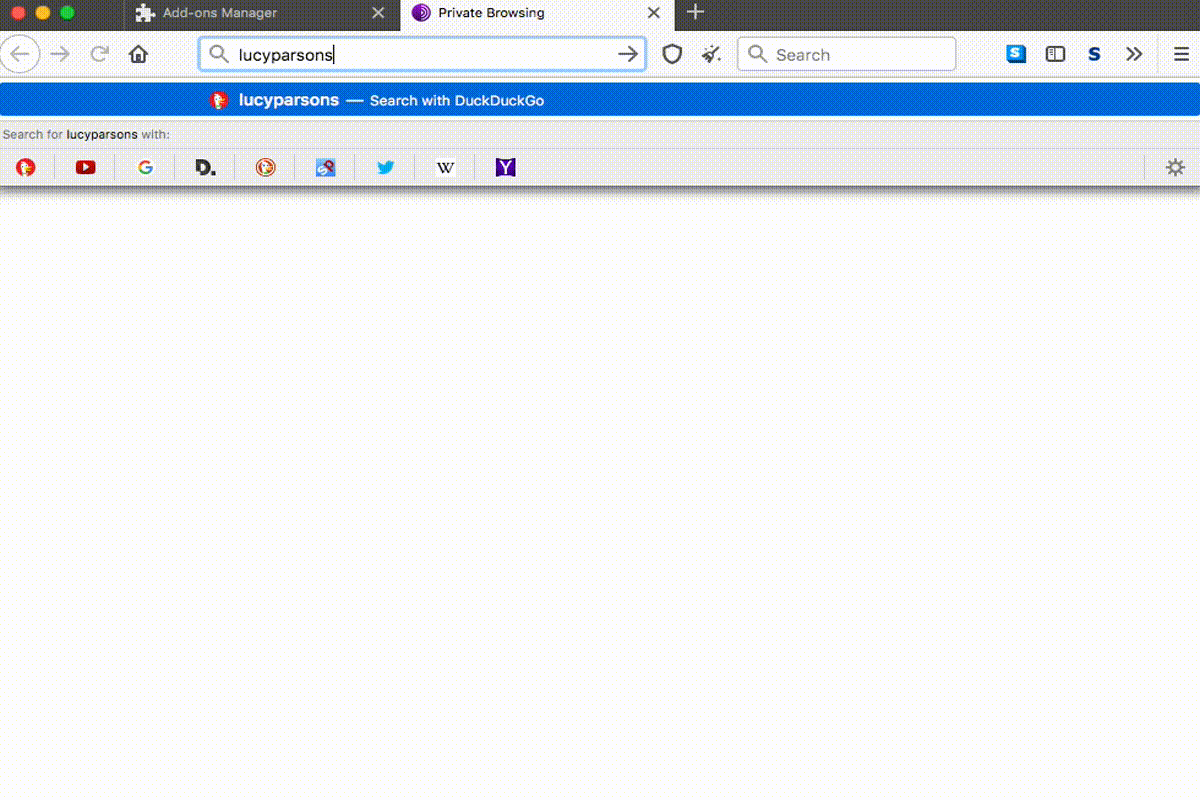 Add-ons Manager
Private Browsing
lucyparsons
Search
S
S
lucyparsons — Search with DuckDuckGo
Search for lucyparsons with:
G
D.
W
Y